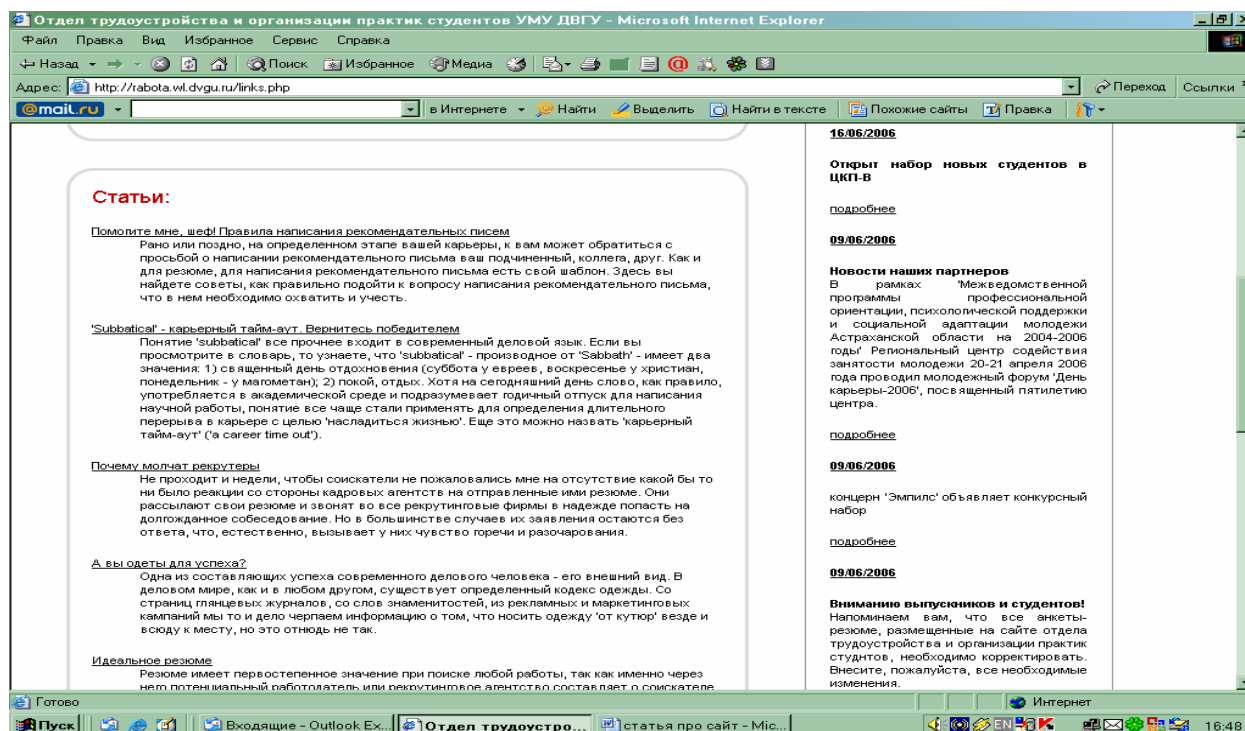 Отдел трудоустройства и организации практик студентов УМУ ДВГУ - Microsoft Internet Explorer
Файл Правка Вид Избранное Сервис Справка
Назад Поиск Избранное Медиа
Адрес: http://rabota.wl.dvgu.ru/links.php Переход Ссылки
@mail.ru в Интернете Найти Выделить Найти в тексте Похожие сайты Правка
Статьи:
Помогите мне, шеф! Правила написания рекомендательных писем
Рано или поздно, на определенном этапе вашей карьеры, к вам может обратиться с
просьбой о написании рекомендательного письма ваш подчиненный, коллега, друг. Как и
для резюме, для написания рекомендательного письма есть свой шаблон. Здесь вы
найдете советы, как правильно подойти к вопросу написания рекомендательного письма,
что в нем необходимо охватить и учесть.
'Subbatical' - карьерный тайм-аут. Вернитесь победителем
Понятие 'subbatical' все прочнее входит в современный деловой язык. Если вы
просмотрите в словарь, то узнаете, что 'subbatical' - производное от 'Sabbath' - имеет два
значения: 1) священный день отдохновения (суббота у евреев, воскресенье у христиан,
понедельник - у магометан); 2) покой, отдых. Хотя на сегодняшний день слово, как правило,
употребляется в академической среде и подразумевает годичный отпуск для написания
научной работы, понятие все чаще стали применять для определения длительного
перерыва в карьере с целью 'насладиться жизнью'. Еще это можно назвать 'карьерный
тайм-аут' ('a career time out').
Почему молчат рекрутеры
Не проходит и недели, чтобы соискатели не пожаловались мне на отсутствие какой бы то
ни было реакции со стороны кадровых агентств на отправленные ими резюме. Они
рассылают свои резюме и звонят во все рекрутинговые фирмы в надежде попасть на
долгожданное собеседование. Но в большинстве случаев их заявления остаются без
ответа, что, естественно, вызывает у них чувство горечи и разочарования.
А вы одеты для успеха?
Одна из составляющих успеха современного делового человека - его внешний вид. В
деловом мире, как и в любом другом, существует определенный кодекс одежды. Со
страниц глянцевых журналов, со слов знаменитостей, из рекламных и маркетинговых
кампаний мы то и дело черпаем информацию о том, что носить одежду 'от кутюр' везде и
всюду к месту, но это отнюдь не так.
Идеальное резюме
Резюме имеет первостепенное значение при поиске любой работы, так как именно через
него потенциальный работодатель или рекрутинговое агентство составляет о соискателе
16/06/2006
Открыт набор новых студентов в
ЦКП-В
подробнее
09/06/2006
Новости наших партнеров
В рамках 'Межведомственной
программы профессиональной
ориентации, психологической поддержки
и социальной адаптации молодежи
Астраханской области на 2004-2006
годы' Региональный центр содействия
занятости молодежи 20-21 апреля 2006
года проводил молодежный форум 'День
карьеры-2006', посвященный пятилетию
центра.
подробнее
09/06/2006
концерн 'Эмпилс' объявляет конкурсный
набор
подробнее
09/06/2006
Вниманию выпускников и студентов!
Напоминаем вам, что все анкеты-
резюме, размещенные на сайте отдела
трудоустройства и организации практик
студнтов, необходимо корректировать.
Внесите, пожалуйста, все необходимые
изменения.
Готово Интернет
Пуск Входящие - Outlook Ex... Отдел трудоустро... статья про сайт - Mic... EN 16:48